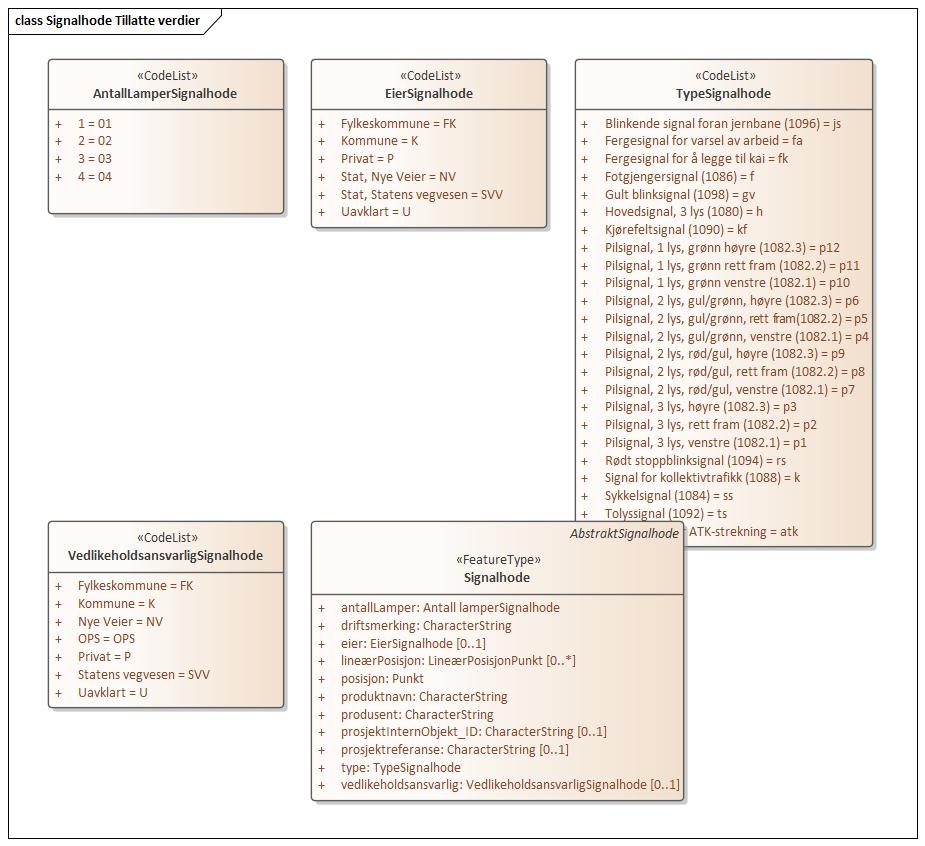 class Signalhode Tillatte verdier
«CodeList»
AntallLamperSignalhode
+ 1 = 01
+ 2 = 02
+ 3 = 03
+ 4 = 04
«CodeList»
EierSignalhode
+ Fylkeskommune = FK
+ Kommune = K
+ Privat = P
+ Stat, Nye Veier = NV
+ Stat, Statens vegvesen = SVV
+ Uavklart = U
«CodeList»
TypeSignalhode
+ Blinkende signal foran jernbane (1096) = js
+ Fergesignal for varsel av arbeid = fa
+ Fergesignal for å legge til kai = fk
+ Fotgjengersignal (1086) = f
+ Gult blinksignal (1098) = gv
+ Hovedsignal, 3 lys (1080) = h
+ Kjørefeltsignal (1090) = kf
+ Pilsignal, 1 lys, grønn høyre (1082.3) = p12
+ Pilsignal, 1 lys, grønn rett fram (1082.2) = p11
+ Pilsignal, 1 lys, grønn venstre (1082.1) = p10
+ Pilsignal, 2 lys, gul/grønn, høyre (1082.3) = p6
+ Pilsignal, 2 lys, gul/grønn, rett fram(1082.2) = p5
+ Pilsignal, 2 lys, gul/grønn, venstre (1082.1) = p4
+ Pilsignal, 2 lys, rød/gul, høyre (1082.3) = p9
+ Pilsignal, 2 lys, rød/gul, rett fram (1082.2) = p8
+ Pilsignal, 2 lys, rød/gul, venstre (1082.1) = p7
+ Pilsignal, 3 lys, høyre (1082.3) = p3
+ Pilsignal, 3 lys, rett fram (1082.2) = p2
+ Pilsignal, 3 lys, venstre (1082.1) = p1
+ Rødt stoppblinksignal (1094) = rs
+ Signal for kollektivtrafikk (1088) = k
+ Sykkelsignal (1084) = ss
+ Tolyssignal (1092) = ts
ATK-strekning = atk
«CodeList»
VedlikeholdsansvarligSignalhode
+ Fylkeskommune = FK
+ Kommune = K
+ Nye Veier = NV
+ OPS = OPS
+ Privat = P
+ Statens vegvesen = SVV
+ Uavklart = U
AbstraktSignalhode
«FeatureType»
Signalhode
+ antallLamper: Antall lamperSignalhode
+ driftsmerking: CharacterString
+ eier: EierSignalhode [0..1]
+ lineærPosisjon: LineærPosisjonPunkt [0..*]
+ posisjon: Punkt
+ produktnavn: CharacterString
+ produsent: CharacterString
+ prosjektInternObjekt_ID: CharacterString [0..1]
+ prosjektreferanse: CharacterString [0..1]
+ type: TypeSignalhode
+ vedlikeholdsansvarlig: VedlikeholdsansvarligSignalhode [0..1]